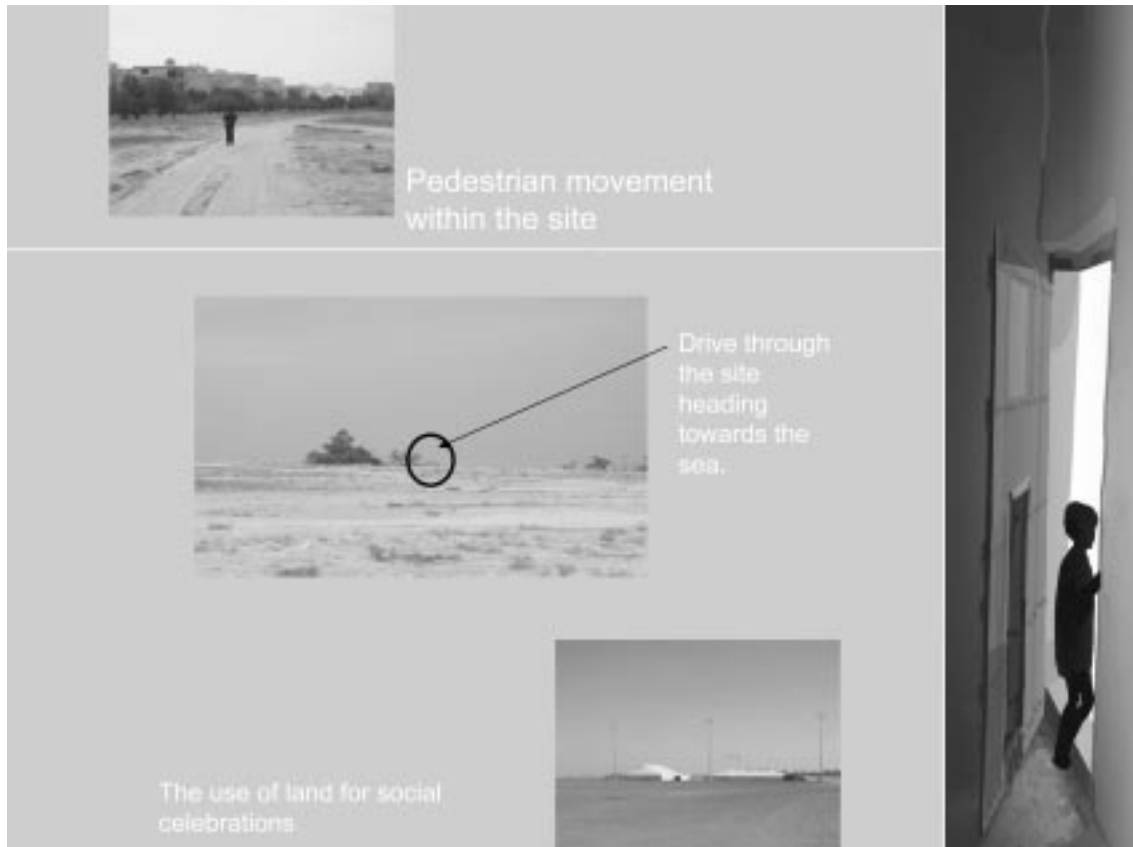 Pedestrian movement
within the site
Drive through
the site
heading
towards the
sea.
The use of land for social
celebrations